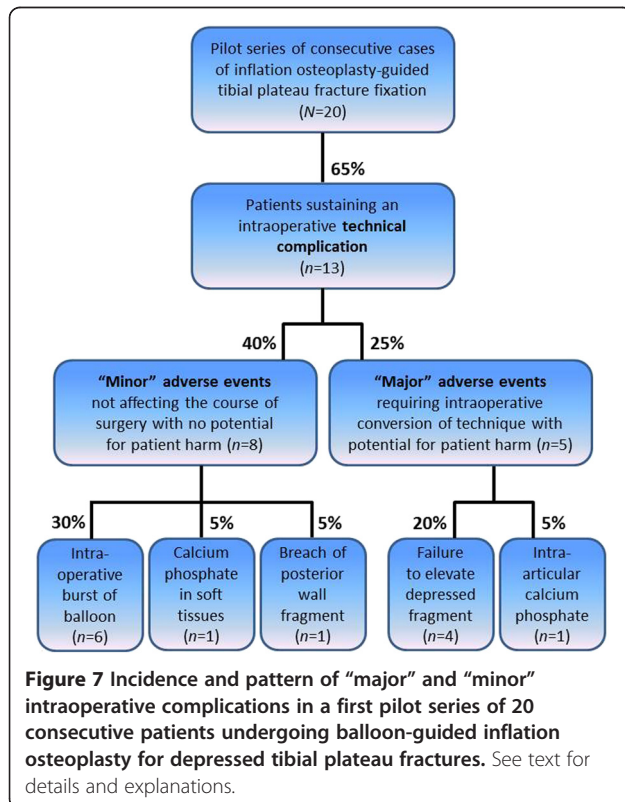 Pilot series of consecutive cases
of inflation osteoplasty-guided
tibial plateau fracture fixation
(N=20)
65%
Patients sustaining an
intraoperative technical
complication
(n=13)
40%
25%
"Minor" adverse events
not affecting the course of
surgery with no potential
for patient harm (n=8)
"Major" adverse events
requiring intraoperative
conversion of technique with
potential for patient harm (n=5)
30%
5%
5%
20%
5%
Intra-
operative
burst of
balloon
(n=6)
Calcium
phosphate
in soft
tissues
(n=1)
Breach of
posterior
wall
fragment
(n=1)
Failure
to elevate
depressed
fragment
(n=4)
Intra-
articular
calcium
phosphate
(n=1)
Figure 7 Incidence and pattern of "major" and "minor"
intraoperative complications in a first pilot series of 20
consecutive patients undergoing balloon-guided inflation
osteoplasty for depressed tibial plateau fractures. See text for
details and explanations.